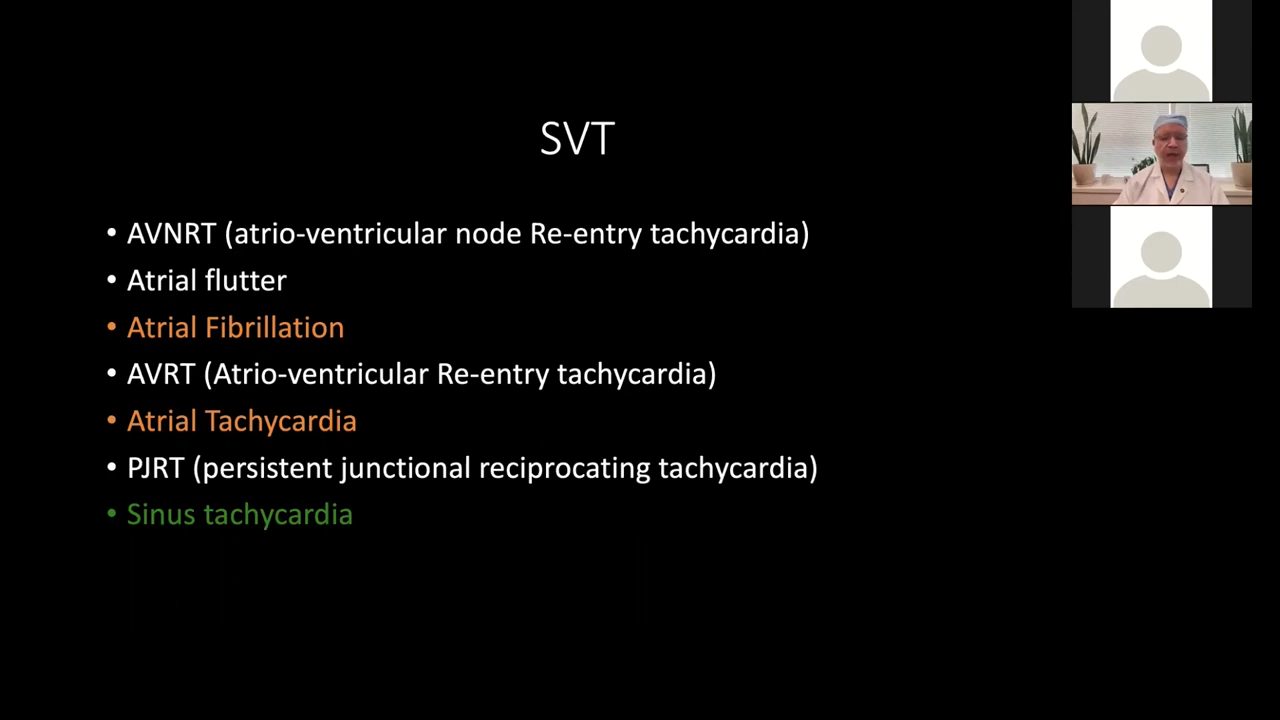 SVT
• AVNRT (atrio-ventricular node Re-entry tachycardia)
• Atrial flutter
• Atrial Fibrillation
• AVRT (Atrio-ventricular Re-entry tachycardia)
• Atrial Tachycardia
• PJRT (persistent junctional reciprocating tachycardia)
• Sinus tachycardia